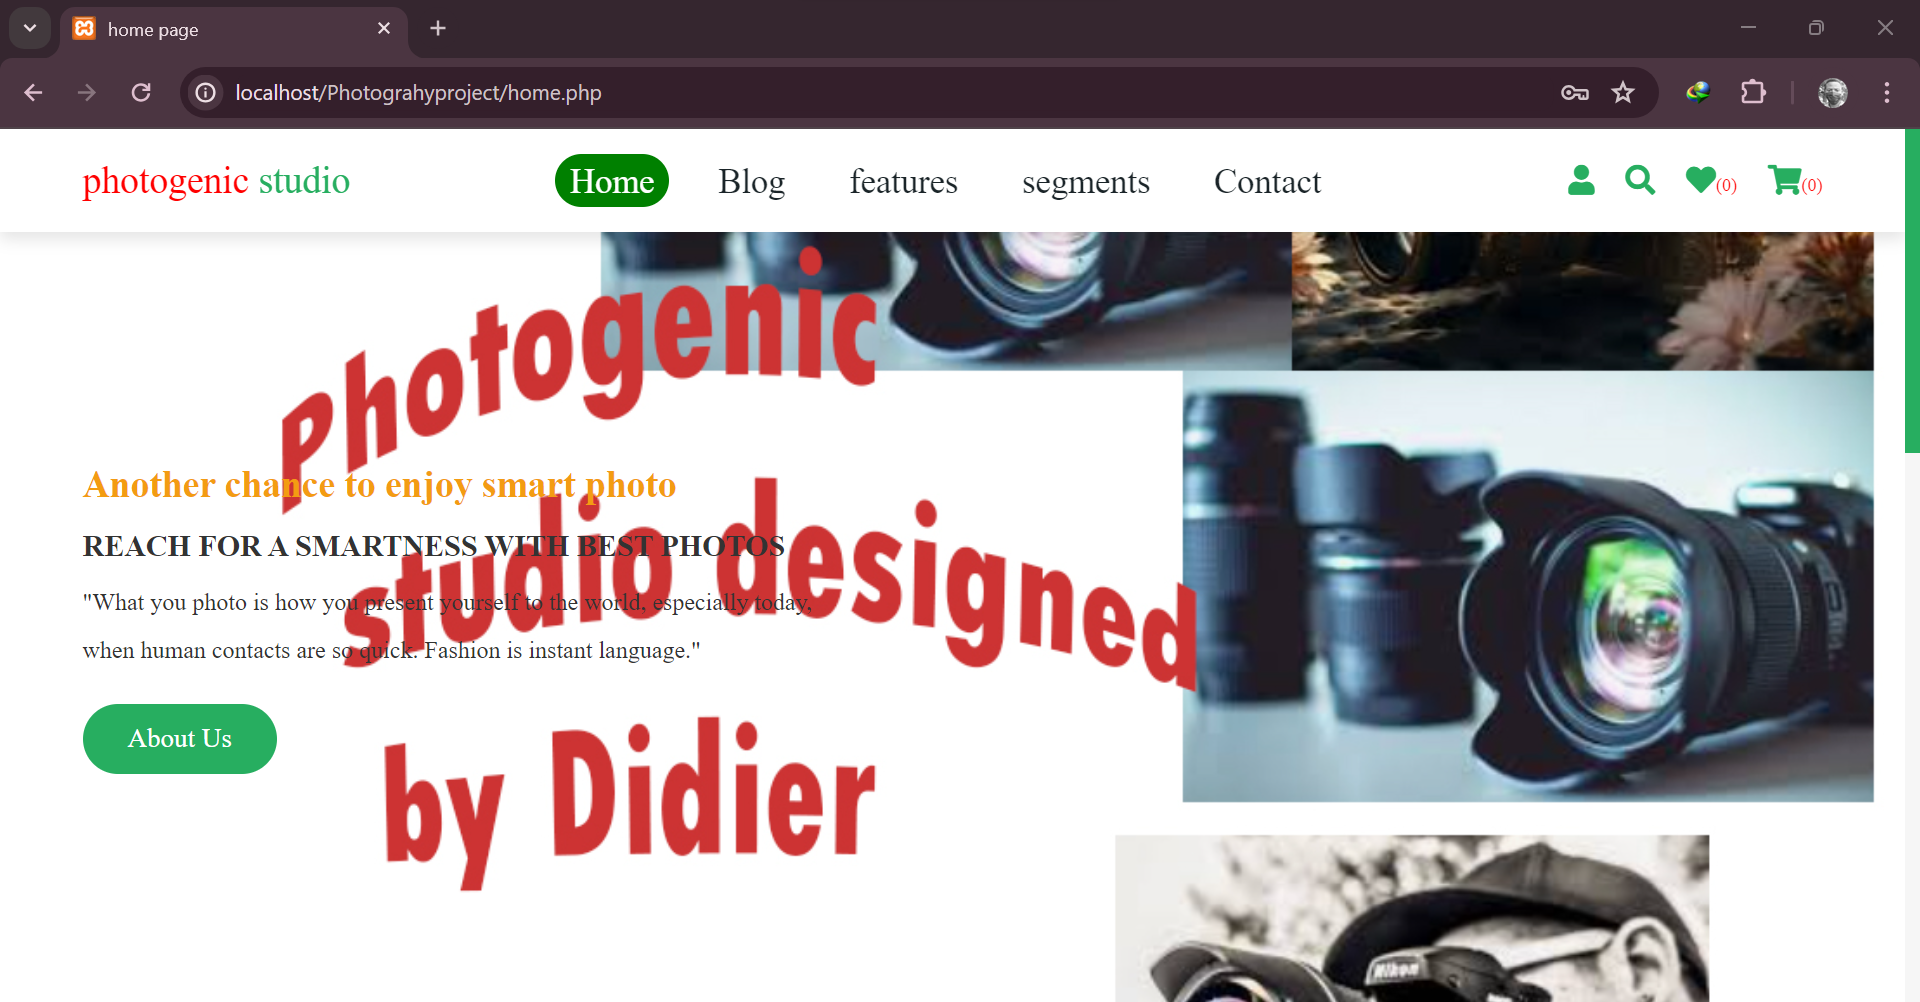 home page
localhost/Photograhyproject/home.php
photogenic studio
Home
Blog
features
segments
Contact
(0)
(0)
Photogenic
studio designed
by Didier
Another chance to enjoy smart photo
REACH FOR A SMARTNESS WITH BEST PHOTOS
"What you photo is how you present yourself to the world, especially today,
when human contacts are so quick. Fashion is instant language."
About Us
Nikon